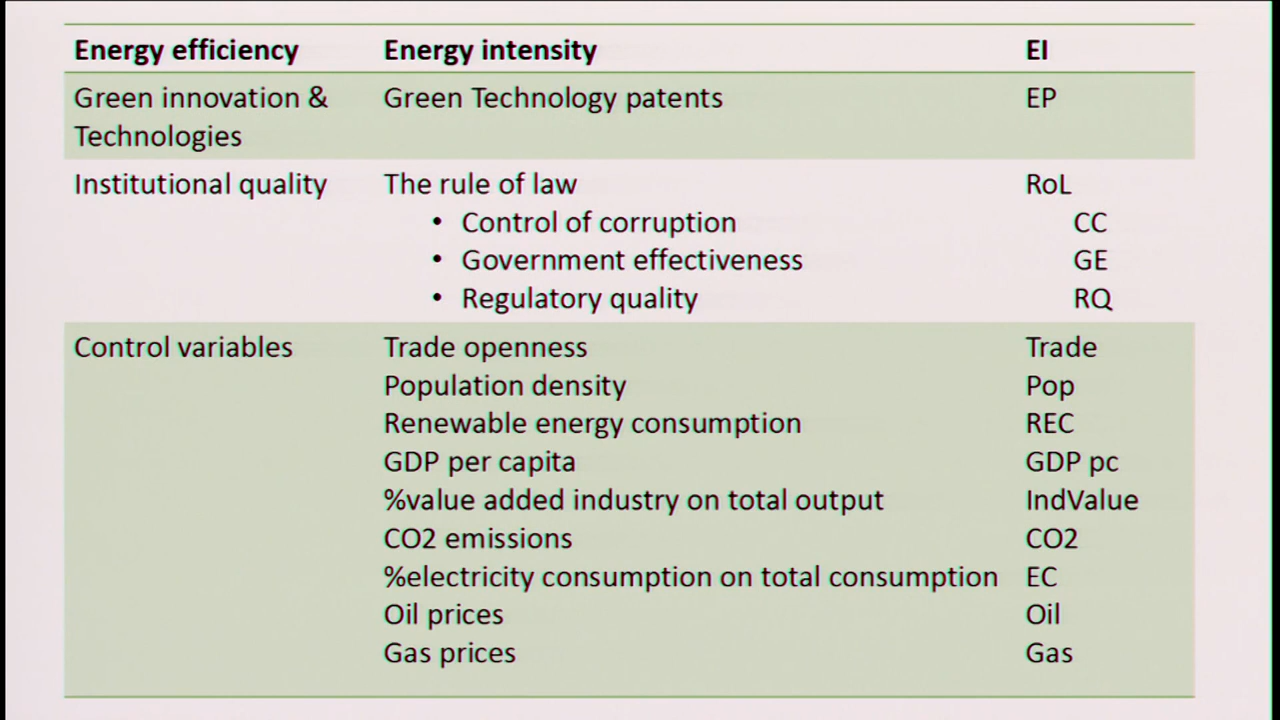 Energy efficiency Energy intensity EI
Green innovation & Green Technology patents EP
Technologies
Institutional quality The rule of law RoL
• Control of corruption CC
• Government effectiveness GE
• Regulatory quality RQ
Control variables Trade openness Trade
Population density Pop
Renewable energy consumption REC
GDP per capita GDP pc
%value added industry on total output IndValue
CO2 emissions CO2
%electricity consumption on total consumption EC
Oil prices Oil
Gas prices Gas